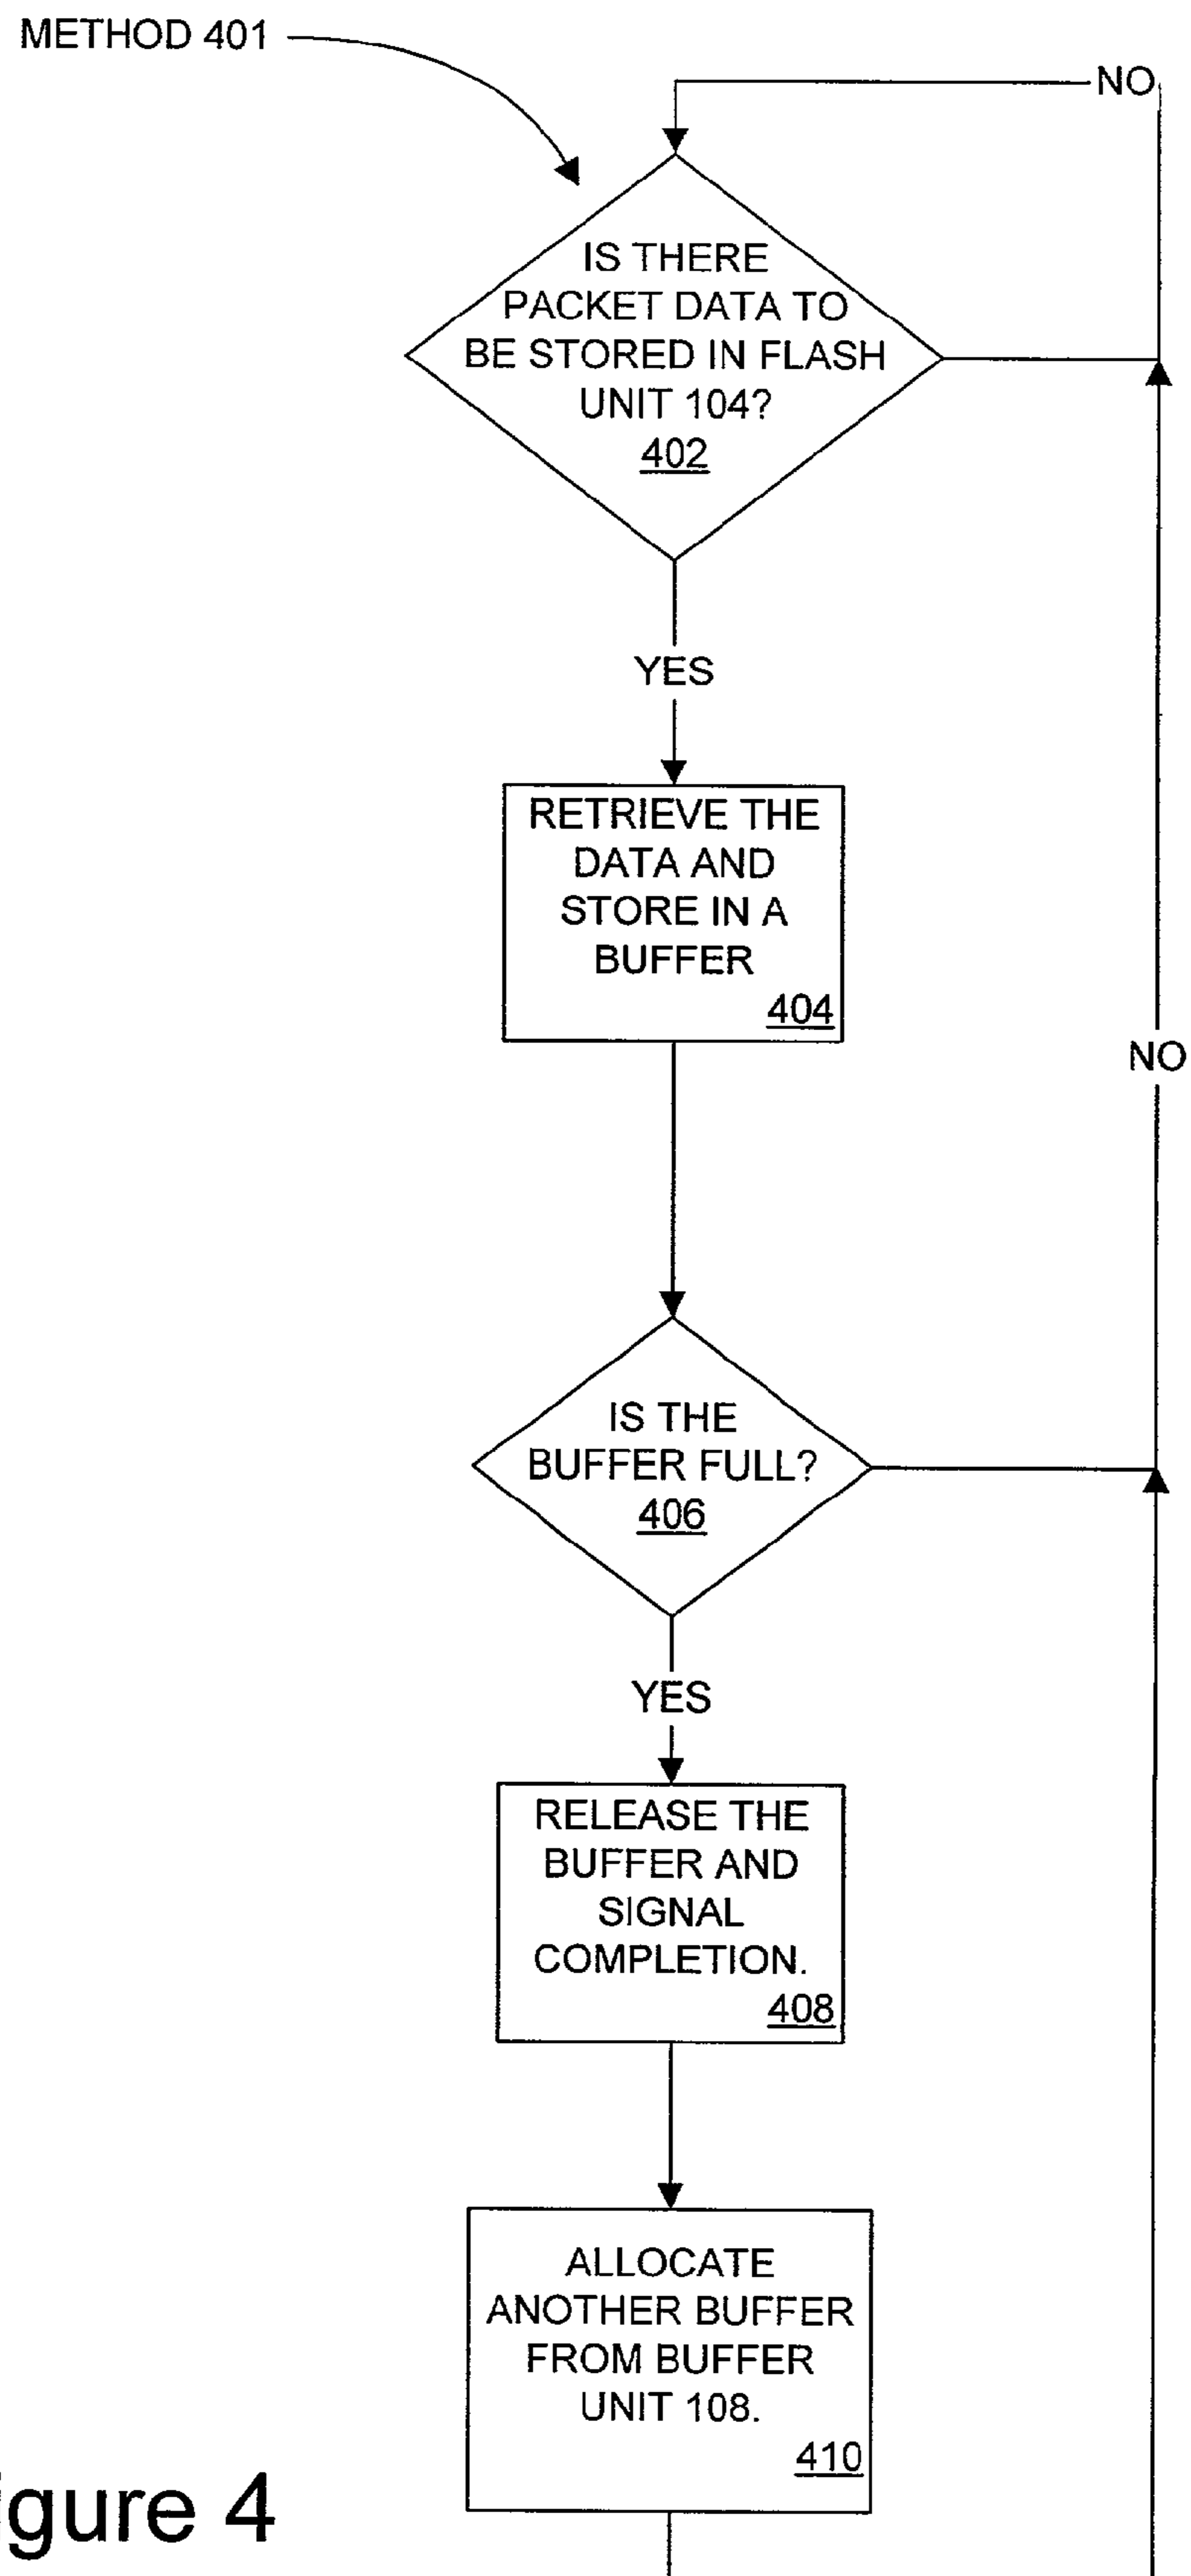 METHOD 401
NO
IS THERE
PACKET DATA TO
BE STORED IN FLASH
UNIT 104?
402
YES
RETRIEVE THE
DATA AND
STORE IN A
BUFFER
404
NO
IS THE
BUFFER FULL?
406
YES
RELEASE THE
BUFFER AND
SIGNAL
COMPLETION.
408
ALLOCATE
ANOTHER BUFFER
FROM BUFFER
UNIT 108.
410
igure 4